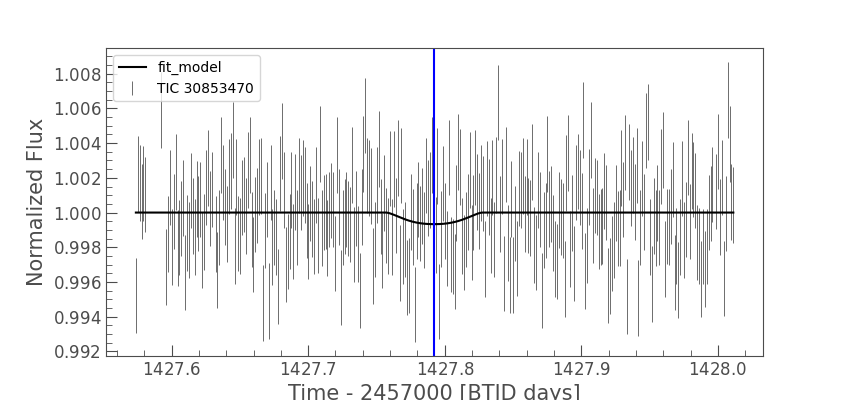 fit_model
TIC 30853470
Normalized Flux
1.008
1.006
1.004
1.002
1.000
0.998
0.996
0.994
0.992
1427.6 1427.7 1427.8 1427.9 1428.0
Time - 2457000 [BTJD days]